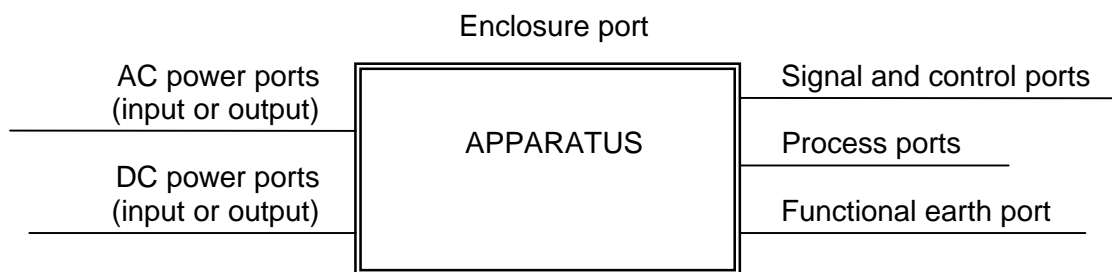 Enclosure port
AC power ports
(input or output)
DC power ports
(input or output)
APPARATUS
Signal and control ports
Process ports
Functional earth port